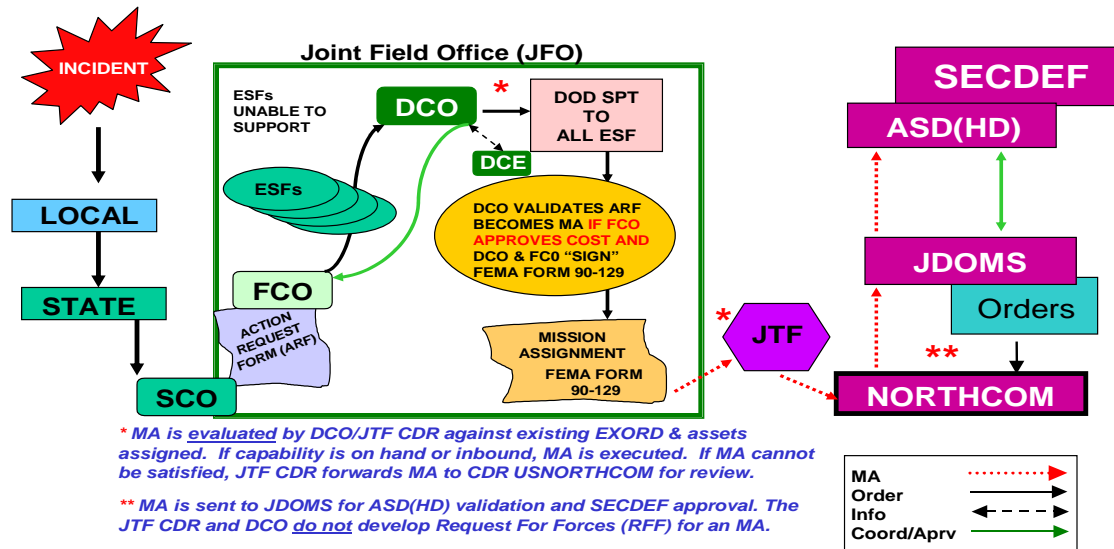 Joint Field Office (JFO)
INCIDENT
LOCAL
STATE
SCO
ESFs
UNABLE TO
SUPPORT
ESFs
FCO
ACTION
REQUEST
FORM (ARF)
DCO
*
DCE
DOD SPT
TO
ALL ESF
DCO VALIDATES ARF
BECOMES MA IF FCO
APPROVES COST AND
DCO & FC0 “SIGN”
FEMA FORM 90-129
MISSION
ASSIGNMENT
FEMA FORM
90-129
*
JTF
SECDEF
ASD(HD)
JDOMS
Orders
**
NORTHCOM
* MA is evaluated by DCO/JTF CDR against existing EXORD & assets
assigned. If capability is on hand or inbound, MA is executed. If MA cannot
be satisfied, JTF CDR forwards MA to CDR USNORTHCOM for review.
** MA is sent to JDOMS for ASD(HD) validation and SECDEF approval. The
JTF CDR and DCO do not develop Request For Forces (RFF) for an MA.
MA
Order
Info
Coord/Aprv